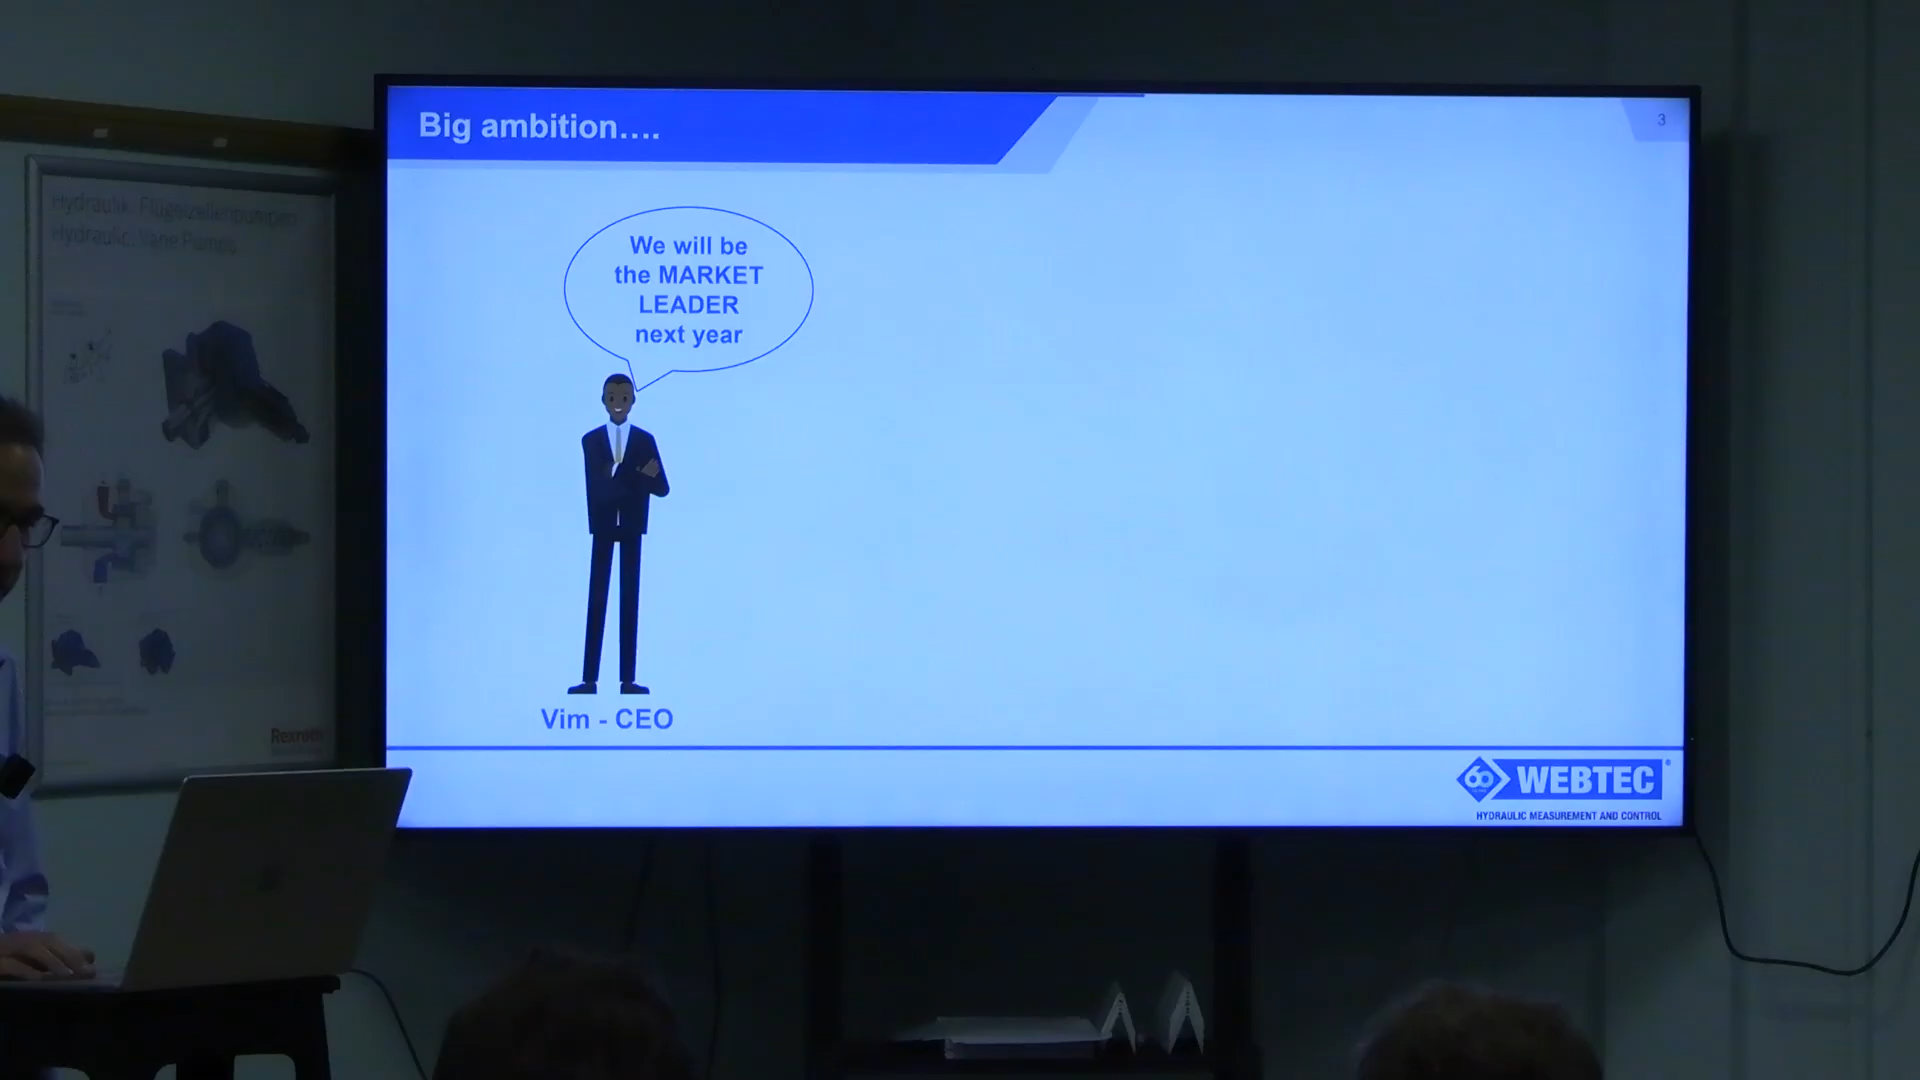 Big ambition....
3
We will be
the MARKET
LEADER
next year
Vim - CEO
60
WEBTEC
HYDRAULIC MEASUREMENT AND CONTROL
Hydraulik. Flügelzellenpumpen
Hydraulic. Vane Pumps
Rexroth